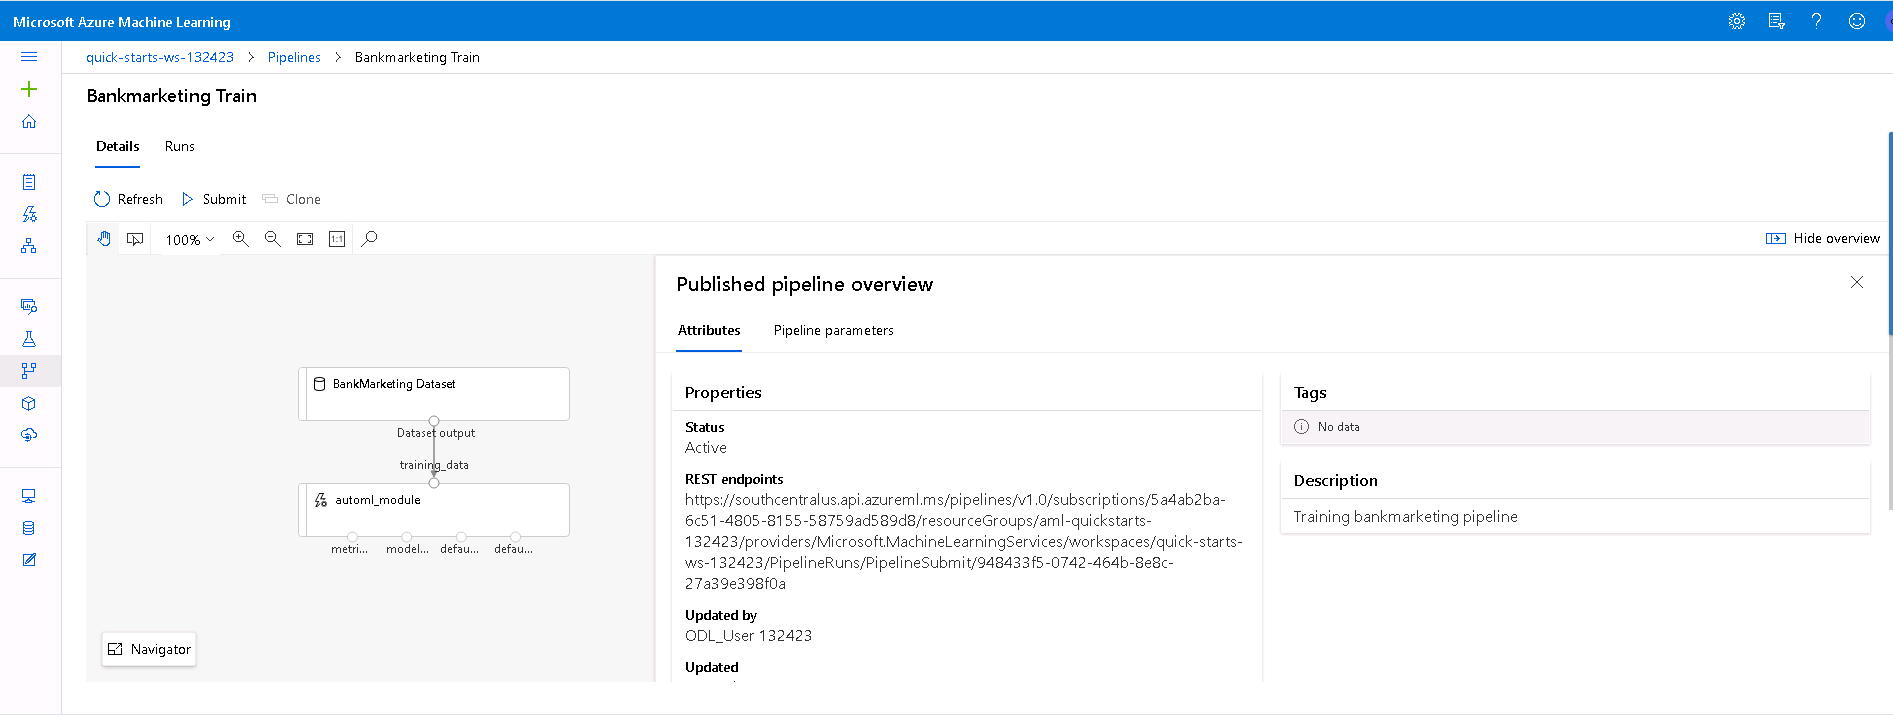 Microsoft Azure Machine Learning
quick-starts-ws-132423 > Pipelines > Bankmarketing Train
Bankmarketing Train
Details Runs
Refresh Submit Clone
100% 1:1 Hide overview
BankMarketing Dataset
Dataset output
training_data
automl_module
metri... model... defau... defau...
Navigator
Published pipeline overview
Attributes Pipeline parameters
Properties
Status
Active
REST endpoints
https://southcentralus.api.azureml.ms/pipelines/v1.0/subscriptions/5a4ab2ba-
6c51-4805-8155-58759ad589d8/resourceGroups/aml-quickstarts-
132423/providers/Microsoft.MachineLearningServices/workspaces/quick-starts-
ws-132423/PipelineRuns/PipelineSubmit/948433f5-0742-464b-8e8c-
27a39e398f0a
Updated by
ODL_User 132423
Updated
Tags
No data
Description
Training bankmarketing pipeline